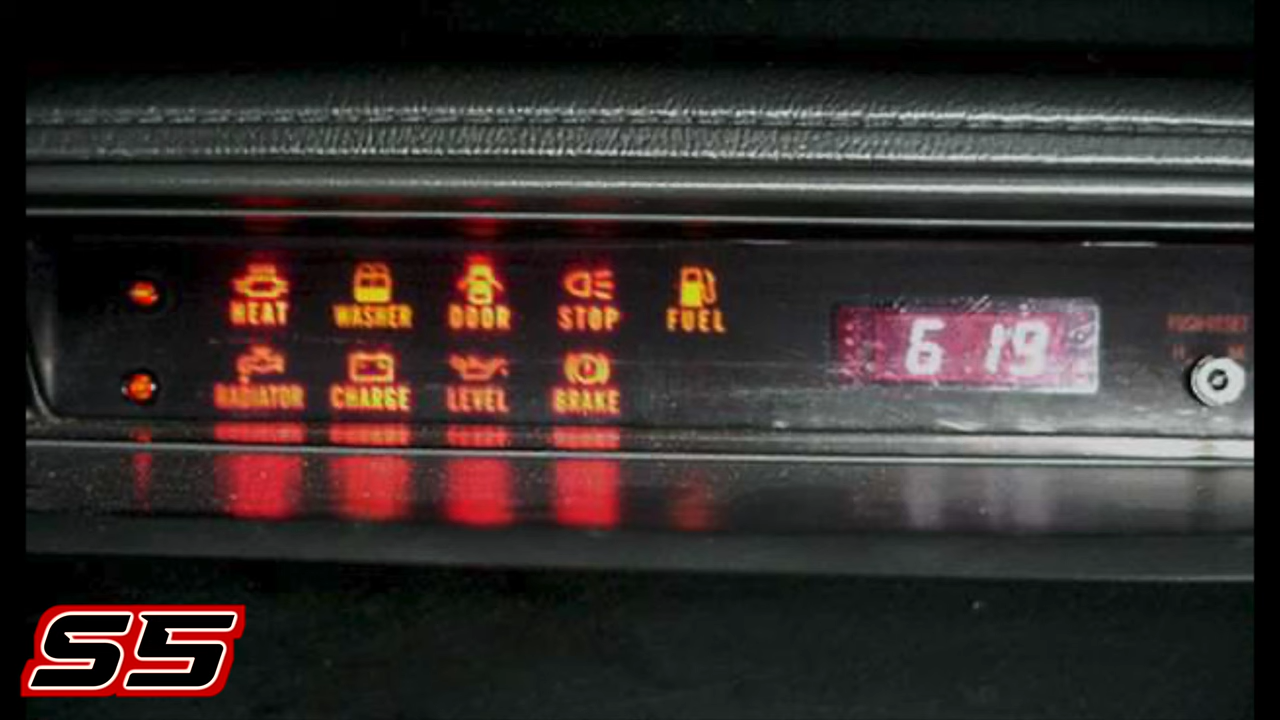 HEAT WASHER DOOR STOP FUEL
RADIATOR CHARGE LEVEL BRAKE
6 19
S5